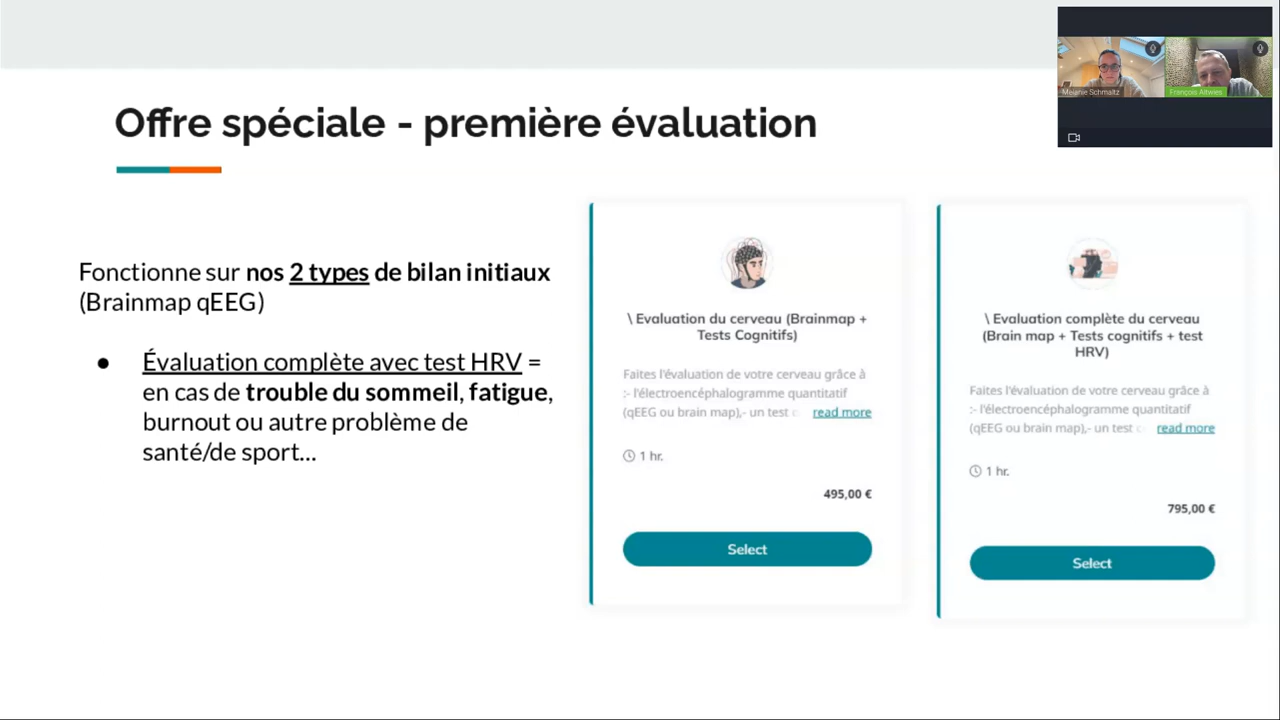 Offre spéciale - première évaluation
Mélanie Schmaltz
François Altwies
Fonctionne sur nos 2 types de bilan initiaux
(Brainmap qEEG)
● Évaluation complète avec test HRV =
en cas de trouble du sommeil, fatigue,
burnout ou autre problème de
santé/de sport...
\ Evaluation du cerveau (Brainmap +
Tests Cognitifs)
Faites l'évaluation de votre cerveau grâce à
:- l'électroencéphalogramme quantitatif
(qEEG ou brain map),- un test read more
1 hr.
495,00 €
Select
\ Evaluation complète du cerveau
(Brain map + Tests cognitifs + test
HRV)
Faites l'évaluation de votre cerveau grâce à
:- l'électroencéphalogramme quantitatif
(qEEG ou brain map),- un test read more
1 hr.
795,00 €
Select